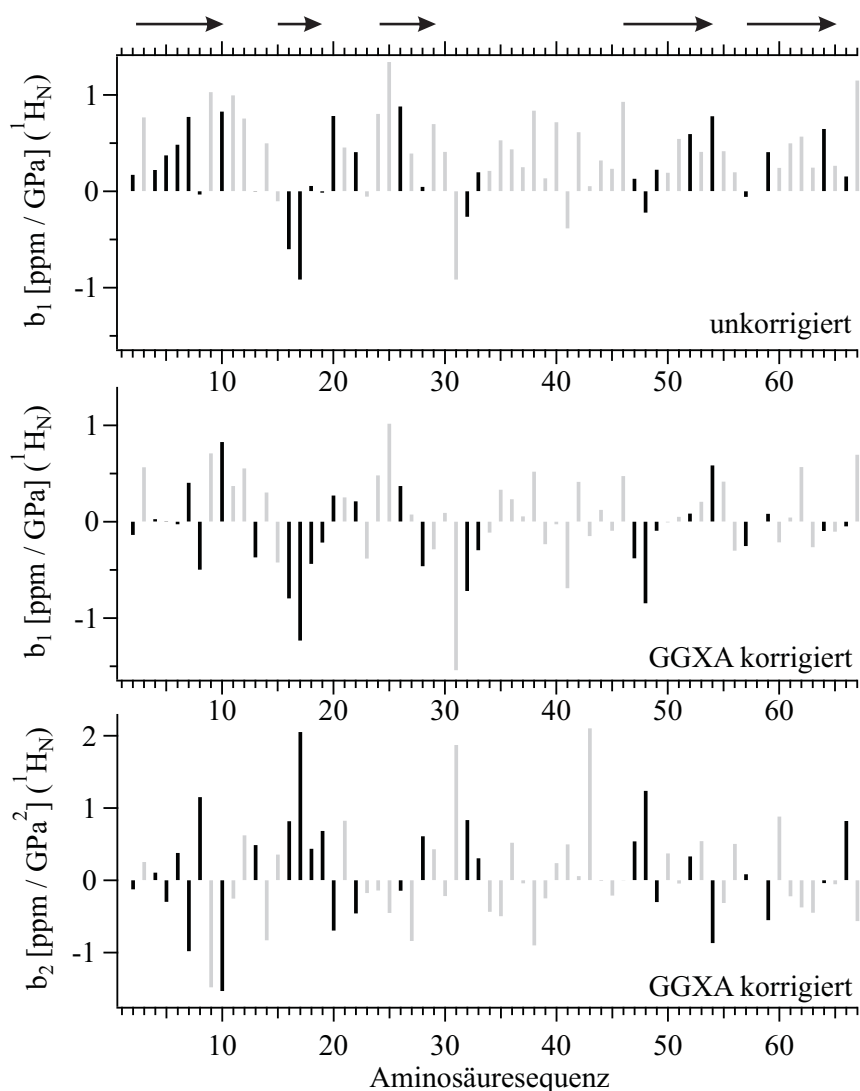 b1 [ppm / GPa] (1HN)
1
0
-1
unkorrigiert
10 20 30 40 50 60
b1 [ppm / GPa] (1HN)
1
0
-1
GGXA korrigiert
10 20 30 40 50 60
b2 [ppm / GPa2] (1HN)
2
1
0
-1
GGXA korrigiert
10 20 30 40 50 60
Aminosäuresequenz